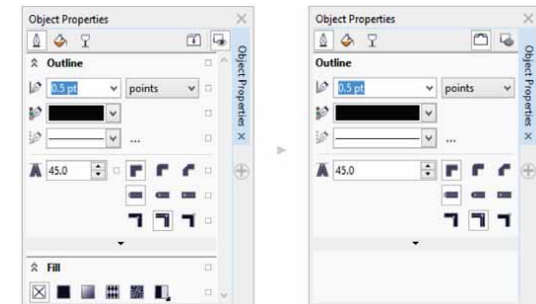 Object Properties
Outline
0.5 pt points
...
45.0
Fill
Object Properties
Object Properties
Outline
0.5 pt points
...
45.0
Object Properties